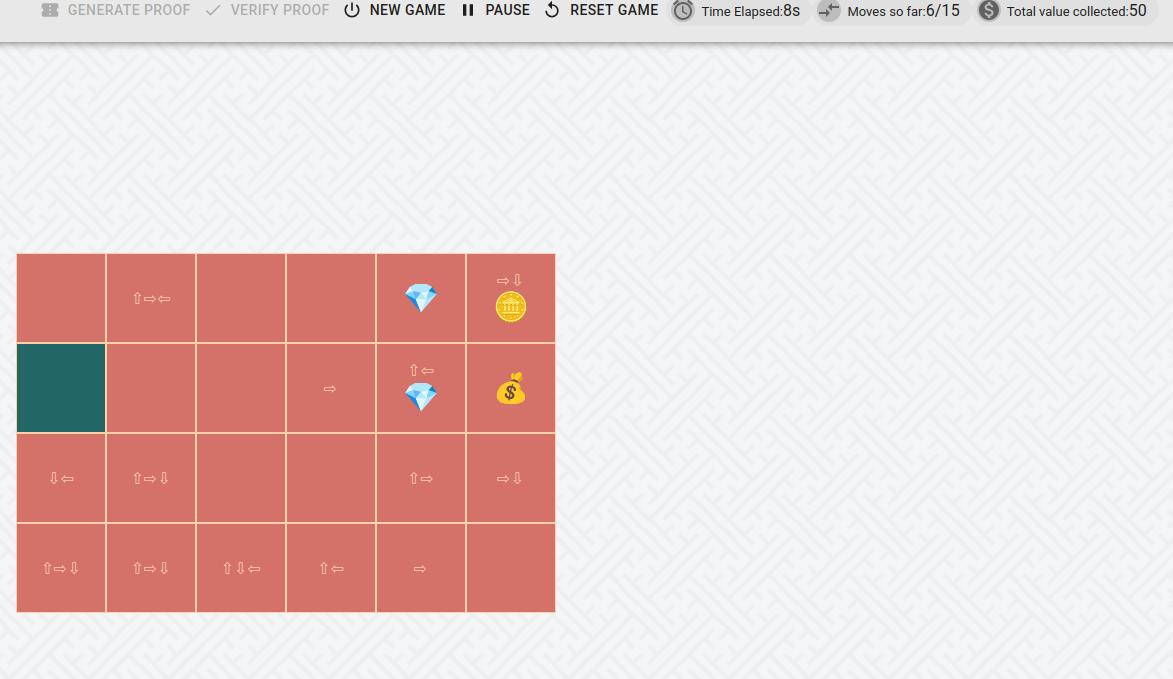 GENERATE PROOF VERIFY PROOF NEW GAME PAUSE RESET GAME Time Elapsed:8s Moves so far:6/15 Total value collected:50
⇧⇨⇦ ⇨⇩
⇨ ⇧⇦
⇩⇦ ⇧⇨⇩ ⇧⇨ ⇨⇩
⇧⇨⇩ ⇧⇨⇩ ⇧⇩⇦ ⇧⇦ ⇨